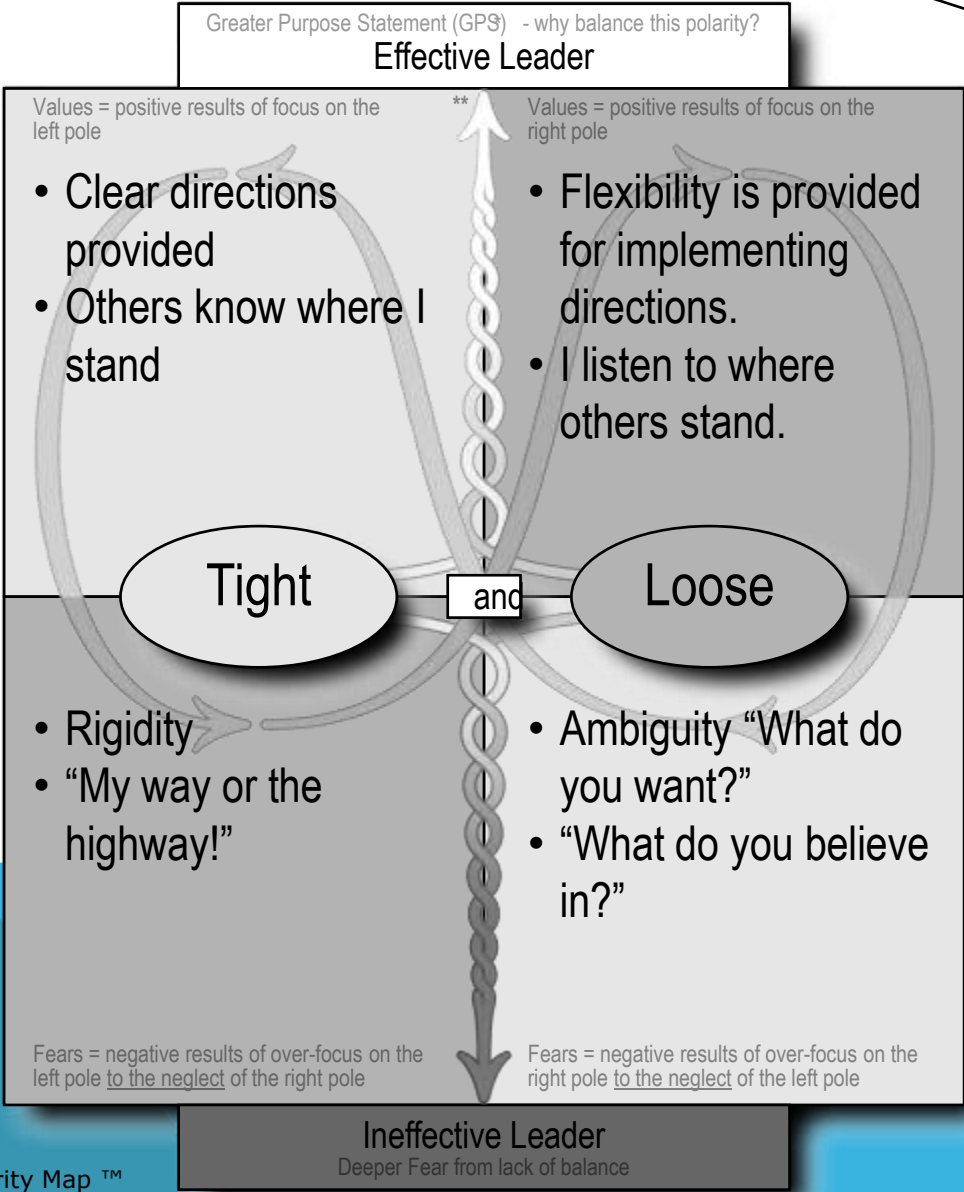 Greater Purpose Statement (GPS*) - why balance this polarity?
Effective Leader
Values = positive results of focus on the
left pole
**
Values = positive results of focus on the
right pole
• Clear directions
provided
• Others know where I
stand
• Flexibility is provided
for implementing
directions.
• I listen to where
others stand.
Tight
and
Loose
• Rigidity
• “My way or the
highway!”
• Ambiguity “What do
you want?”
• “What do you believe
in?”
Fears = negative results of over-focus on the
left pole to the neglect of the right pole
Fears = negative results of over-focus on the
right pole to the neglect of the left pole
Ineffective Leader
Deeper Fear from lack of balance
rity Map ™